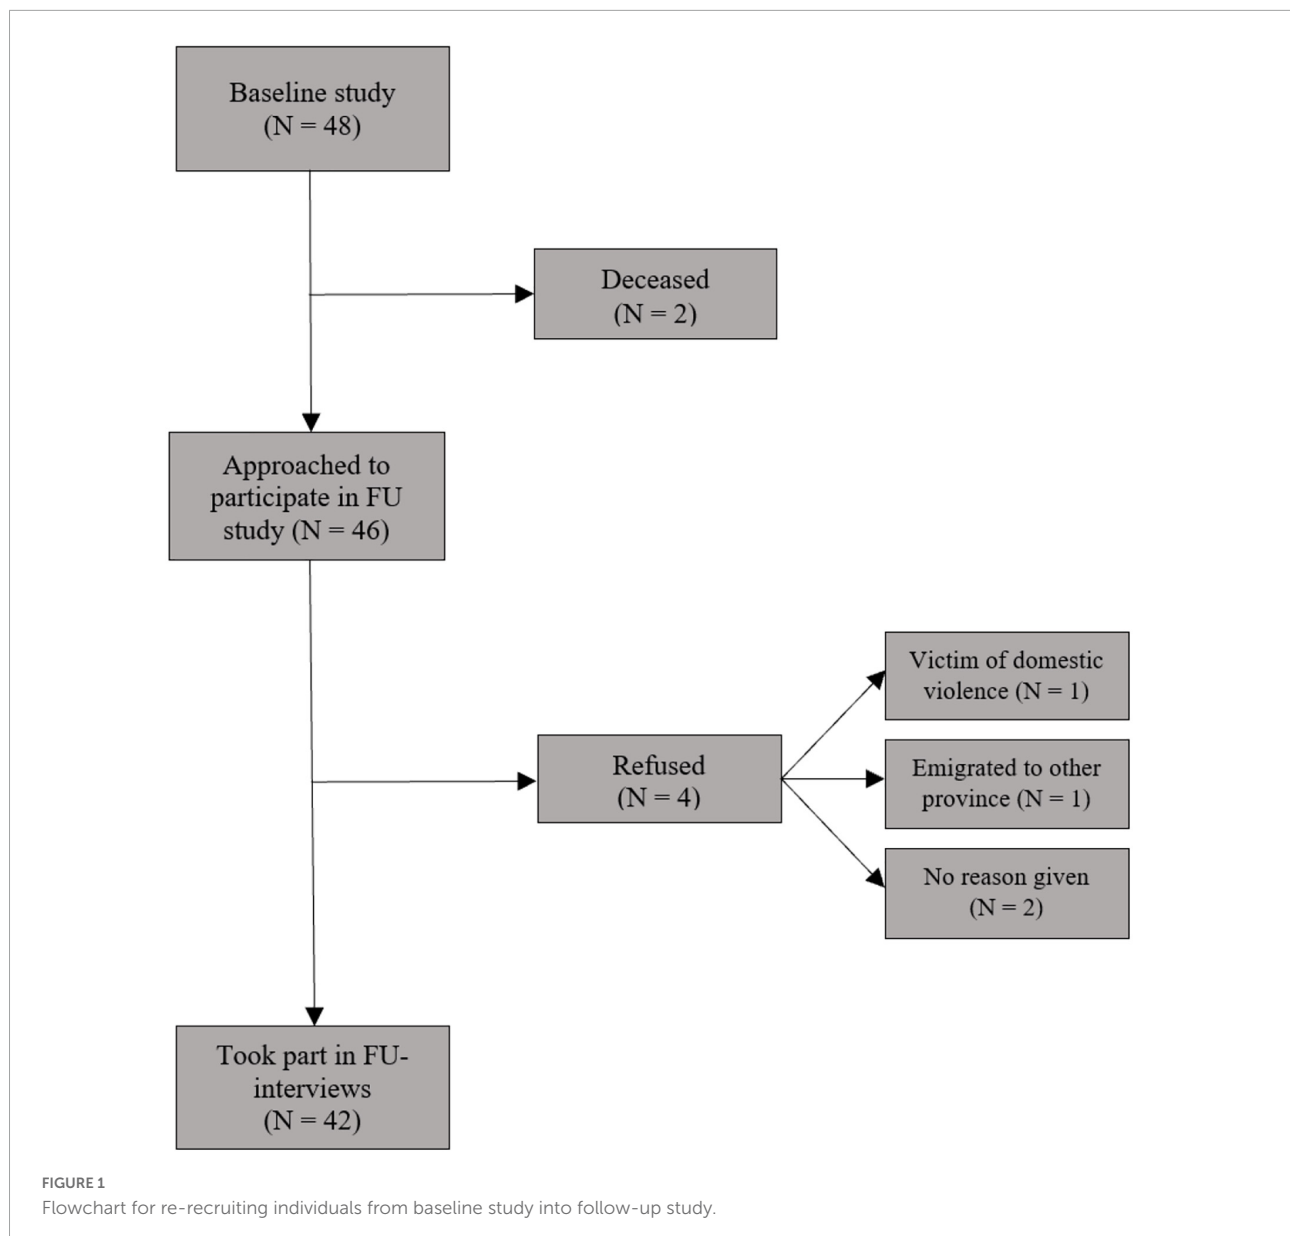 Baseline study
(N = 48)
Deceased
(N = 2)
Approached to
participate in FU
study (N = 46)
Victim of domestic
violence (N = 1)
Refused
(N = 4)
Emigrated to other
province (N = 1)
No reason given
(N = 2)
Took part in FU-
interviews
(N = 42)
FIGURE 1
Flowchart for re-recruiting individuals from baseline study into follow-up study.